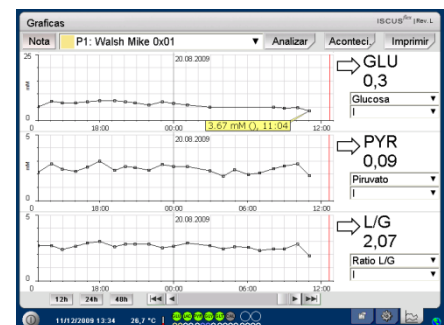 Graficas ISCUSflex |Rev. L
Nota P1: Walsh Mike 0x01 Analizar Aconteci. Imprimir
25 20.08.2009
mM
0 18:00 00:00 12:00
3.67 mM (), 11:04
GLU
0,3
Glucosa
I
5 20.08.2009
mM
0 18:00 00:00 06:00 12:00
PYR
0,09
Piruvato
I
5 20.08.2009
0 18:00 00:00 06:00 12:00
L/G
2,07
Ratio L/G
I
12h 24h 48h
11/12/2009 13:34 26,7 °C